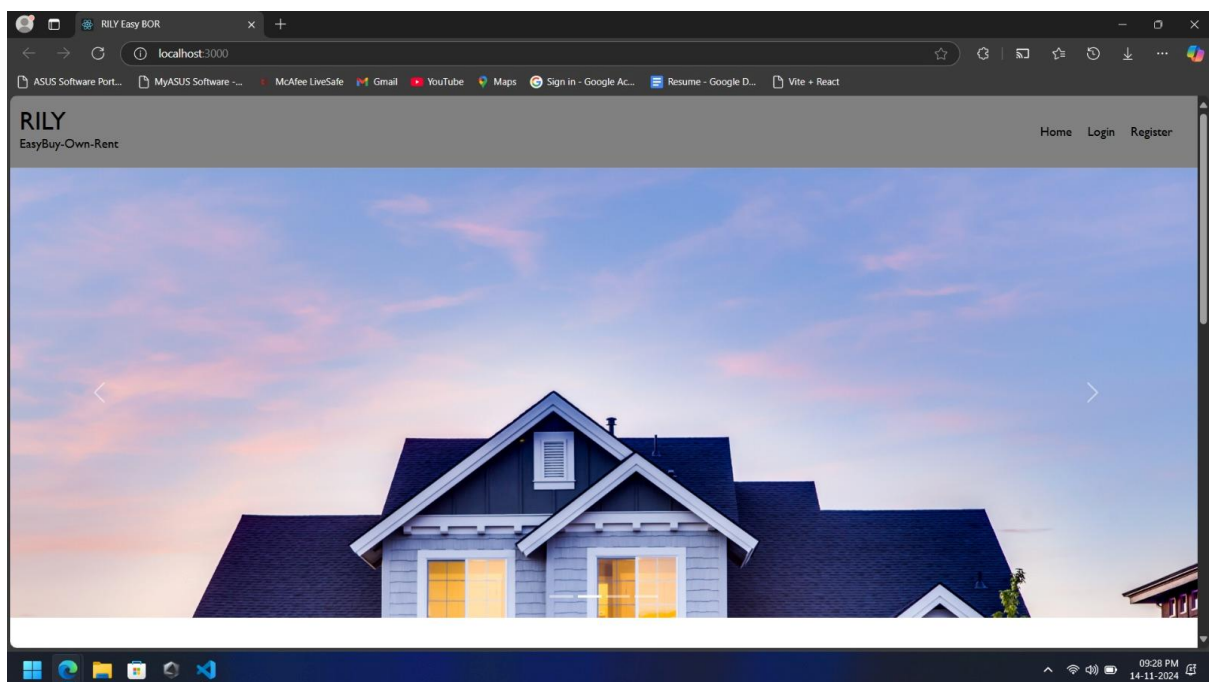 RILY Easy BOR
localhost:3000
ASUS Software Port... MyASUS Software -... McAfee LiveSafe Gmail YouTube Maps Sign in - Google Ac... Resume - Google D... Vite + React
RILY
EasyBuy-Own-Rent
Home Login Register
09:28 PM
14-11-2024